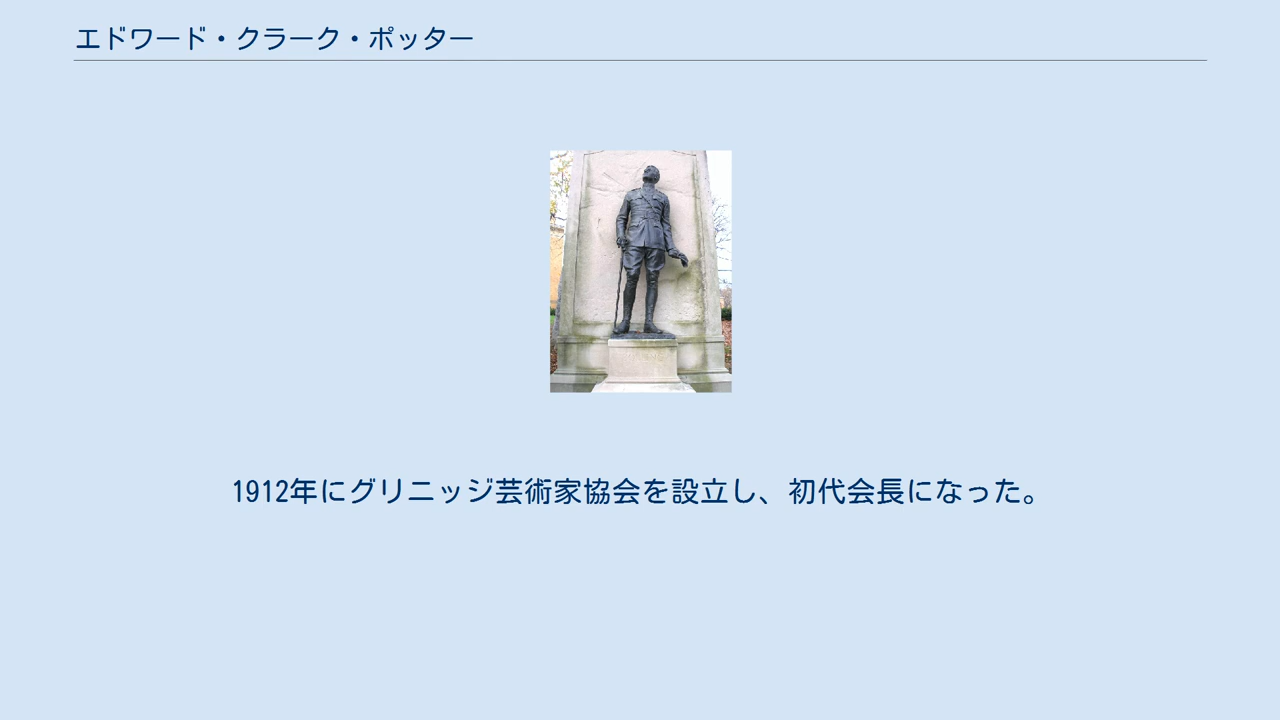 エドワード・クラーク・ポッター
1912年にグリニッジ芸術家協会を設立し、初代会長になった。